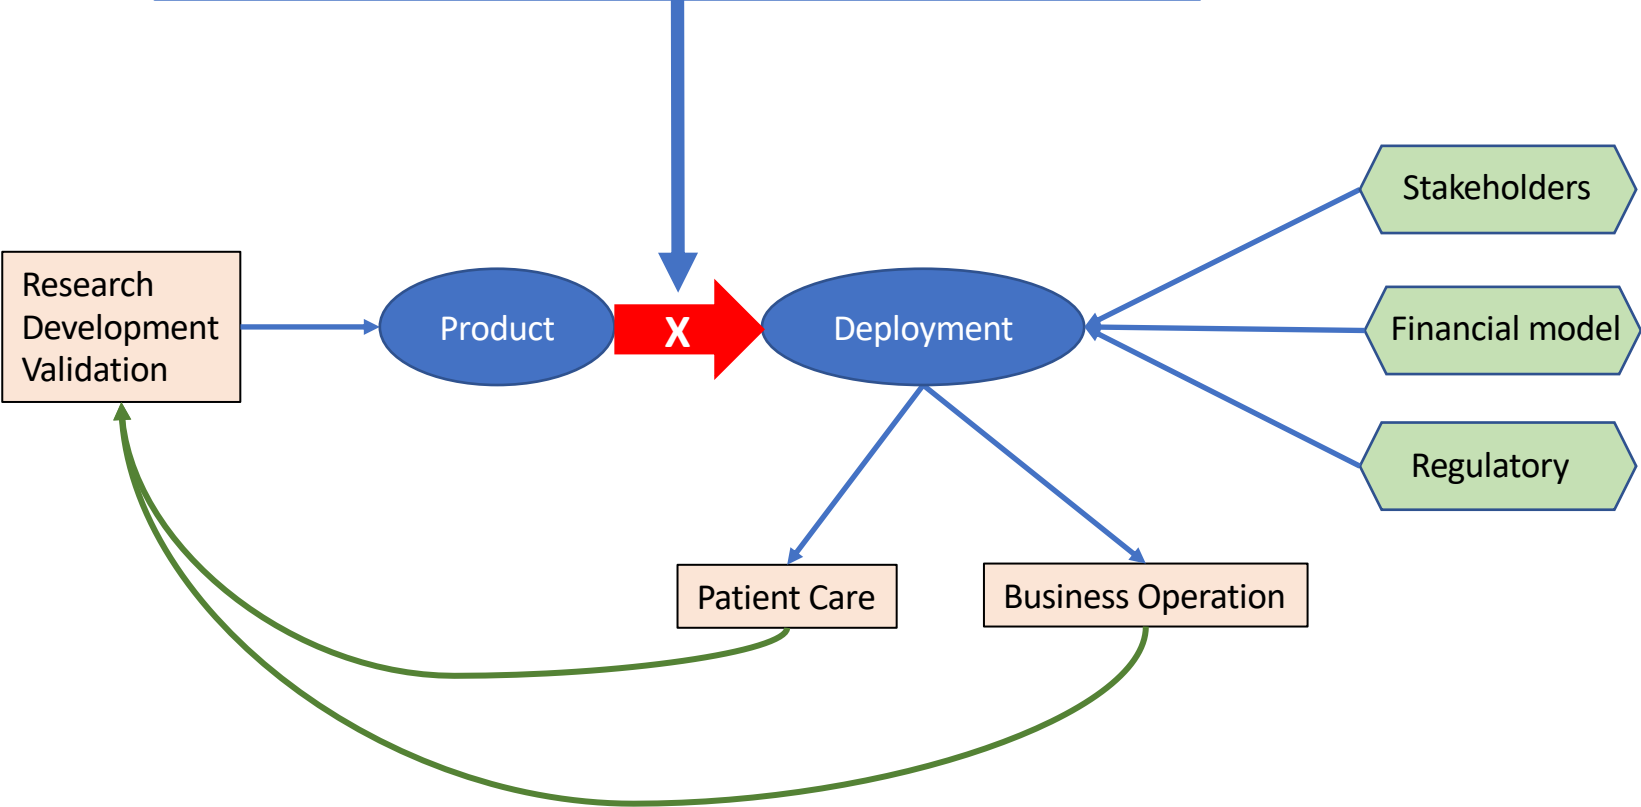 Stakeholders
Research
Development
Validation
Product
X
Deployment
Financial model
Regulatory
Patient Care
Business Operation